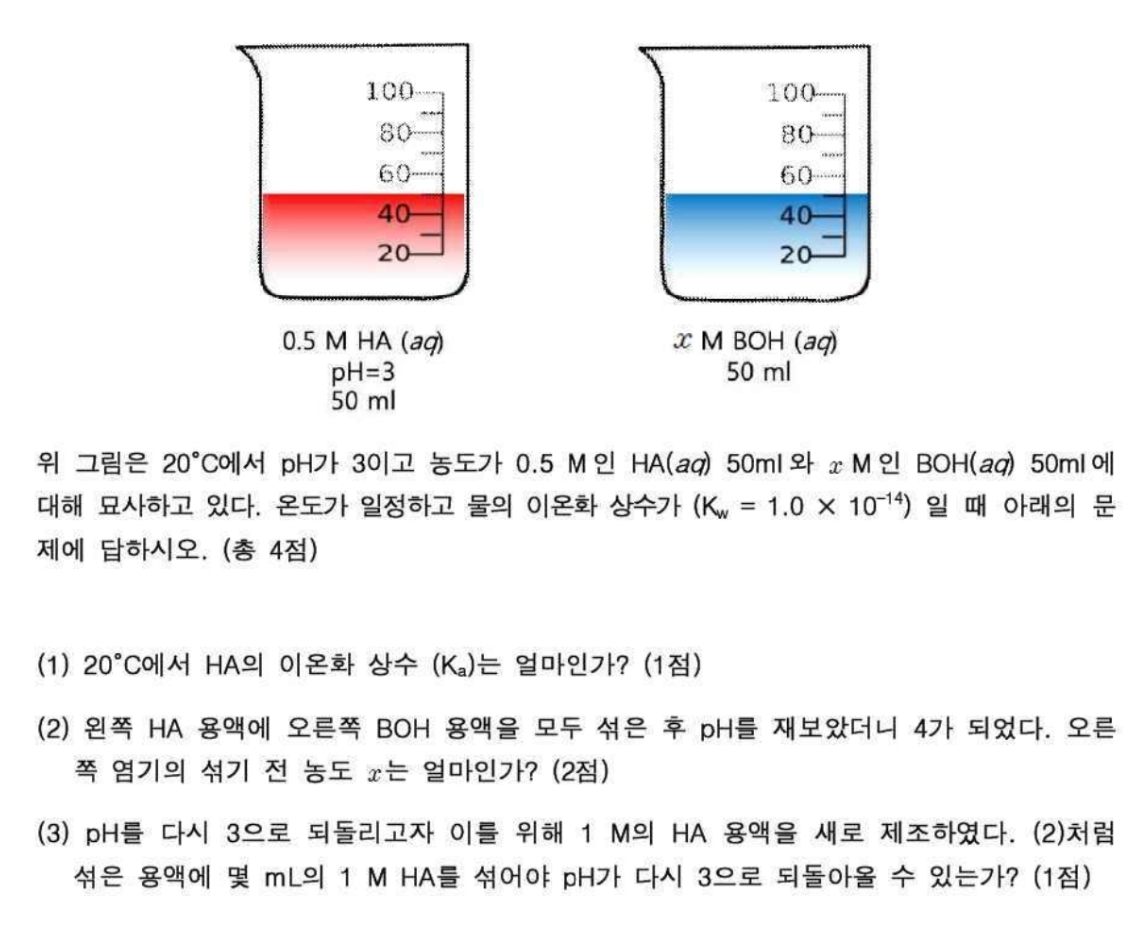 100
80
60
40
20
100
80
60
40
20
0.5 M HA (aq)
pH=3
50 ml
x M BOH (aq)
50 ml
위 그림은 20°C에서 pH가 3이고 농도가 0.5 M인 HA(aq) 50ml와 x M인 BOH(aq) 50ml에
대해 묘사하고 있다. 온도가 일정하고 물의 이온화 상수가 (Kw = 1.0 × 10⁻¹⁴) 일 때 아래의 문
제에 답하시오. (총 4점)
(1) 20°C에서 HA의 이온화 상수 (Ka)는 얼마인가? (1점)
(2) 왼쪽 HA 용액에 오른쪽 BOH 용액을 모두 섞은 후 pH를 재보았더니 4가 되었다. 오른
쪽 염기의 섞기 전 농도 x는 얼마인가? (2점)
(3) pH를 다시 3으로 되돌리고자 이를 위해 1 M의 HA 용액을 새로 제조하였다. (2)처럼
섞은 용액에 몇 mL의 1 M HA를 섞어야 pH가 다시 3으로 되돌아올 수 있는가? (1점)